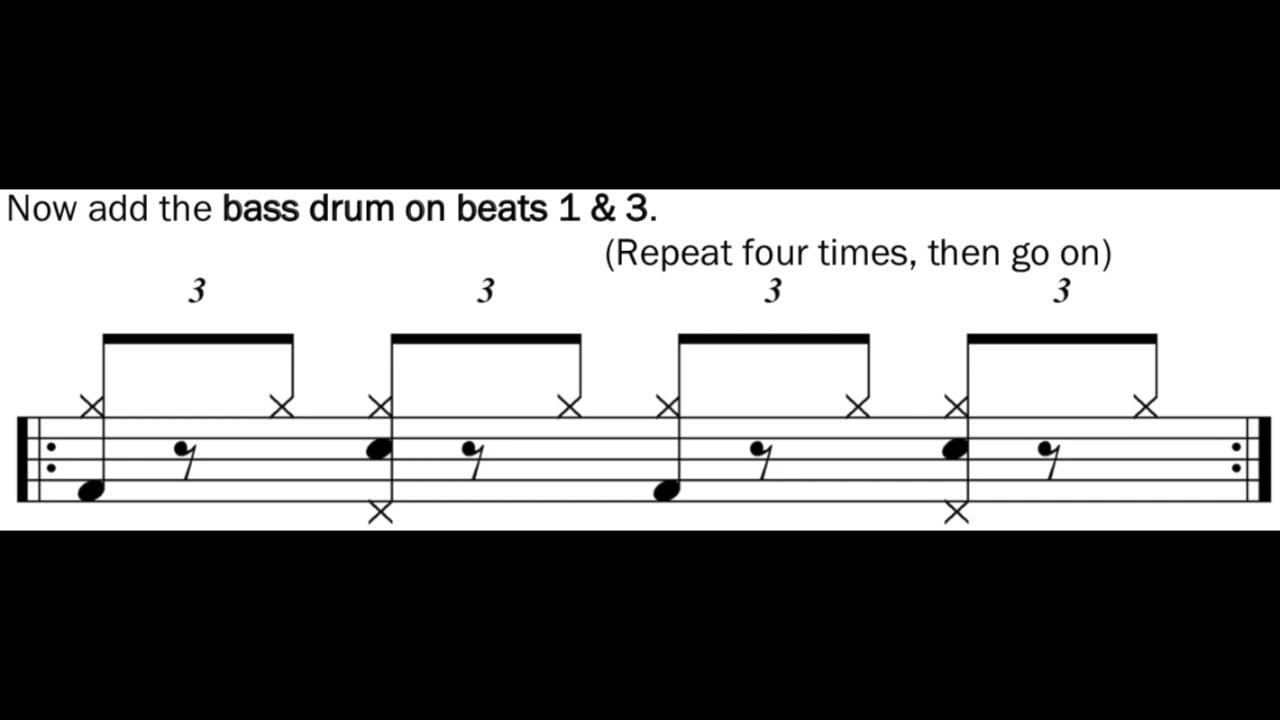 Now add the bass drum on beats 1 & 3.
(Repeat four times, then go on)
3 3 3 3